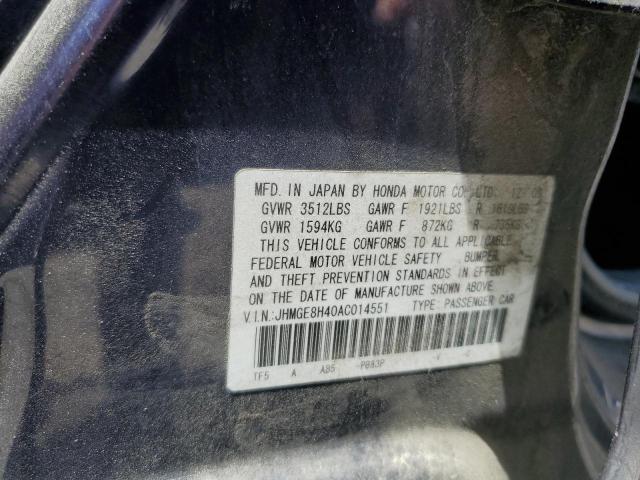 MFD. IN JAPAN BY HONDA MOTOR CO., LTD.
GVWR 3512LBS GAWR F 1921LBS R
GVWR 1594KG GAWR F 872KG R
THIS VEHICLE CONFORMS TO ALL APPLICABLE
FEDERAL MOTOR VEHICLE SAFETY BUMPER
AND THEFT PREVENTION STANDARDS IN EFFECT
ON THE DATE OF MANUFACTURE SHOWN ABOVE.
V.I.N.:JHMGE8H40AC014551 TYPE: PASSENGER CAR
TF5 A AB5 PB83P